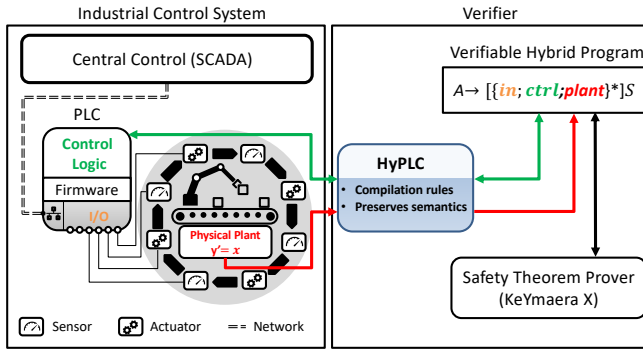 Industrial Control System
Verifier
Central Control (SCADA)
PLC
Control
Logic
Firmware
I/O
Physical Plant
y'= x
Sensor
Actuator
Network
HyPLC
• Compilation rules
• Preserves semantics
Verifiable Hybrid Program
A→ [{in; ctrl;plant}*]S
Safety Theorem Prover
(KeYmaera X)